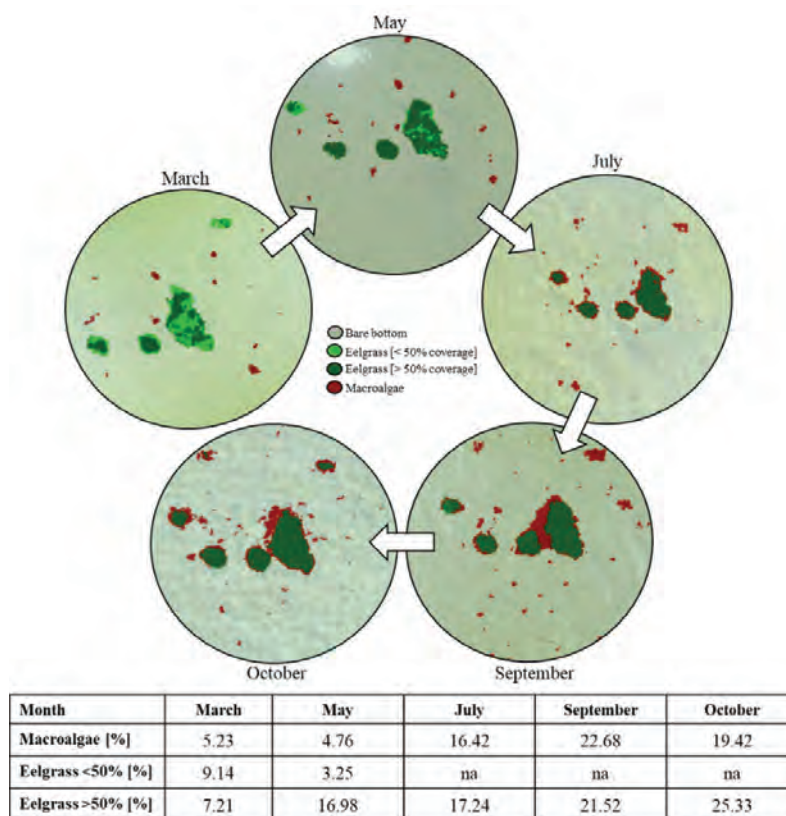 May
March
July
Bare bottom
Eelgrass [< 50% coverage]
Eelgrass [> 50% coverage]
Macroalgae
October
September
Month March May July September October
Macroalgae [%] 5.23 4.76 16.42 22.68 19.42
Eelgrass <50% [%] 9.14 3.25 na na na
Eelgrass >50% [%] 7.21 16.98 17.24 21.52 25.33